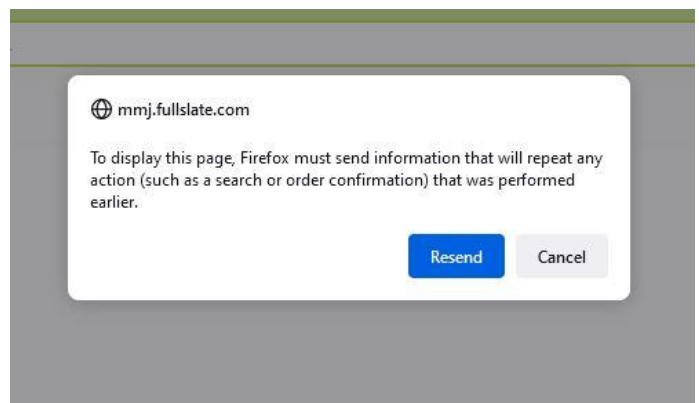 mmj.fullslate.com
To display this page, Firefox must send information that will repeat any
action (such as a search or order confirmation) that was performed
earlier.
Resend Cancel